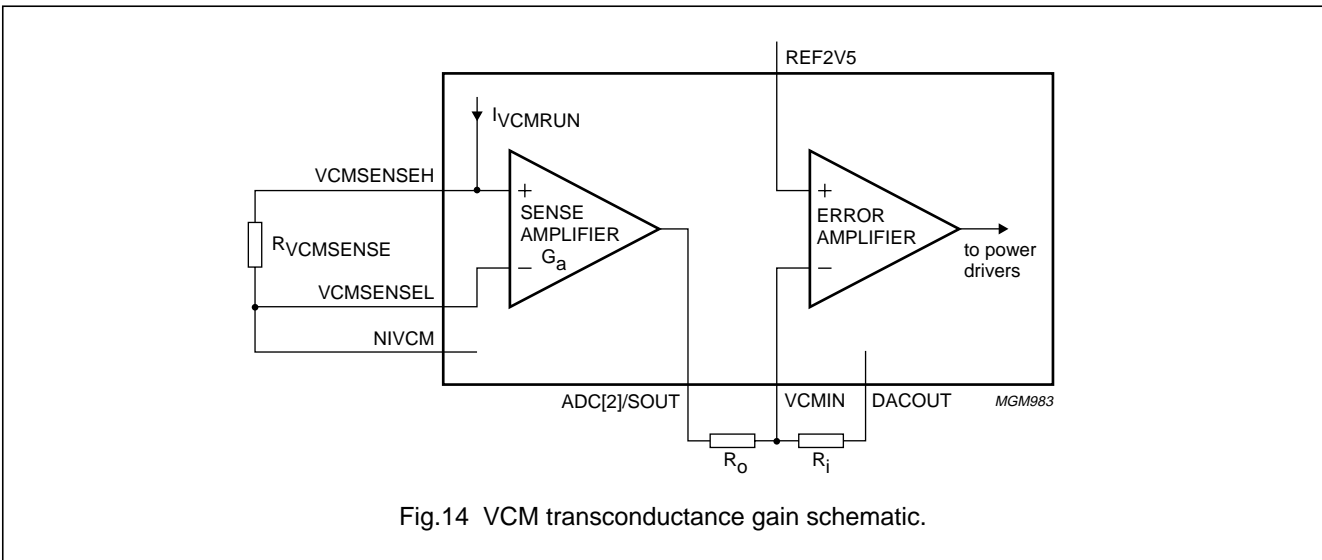 REF2V5
IVCMRUN
VCMSENSEH
+
SENSE
AMPLIFIER
Ga
−
RVCMSENSE
VCMSENSEL
NIVCM
+
ERROR
AMPLIFIER
−
to power
drivers
ADC[2]/SOUT
VCMIN
DACOUT
MGM983
Ro
Ri
Fig.14 VCM transconductance gain schematic.